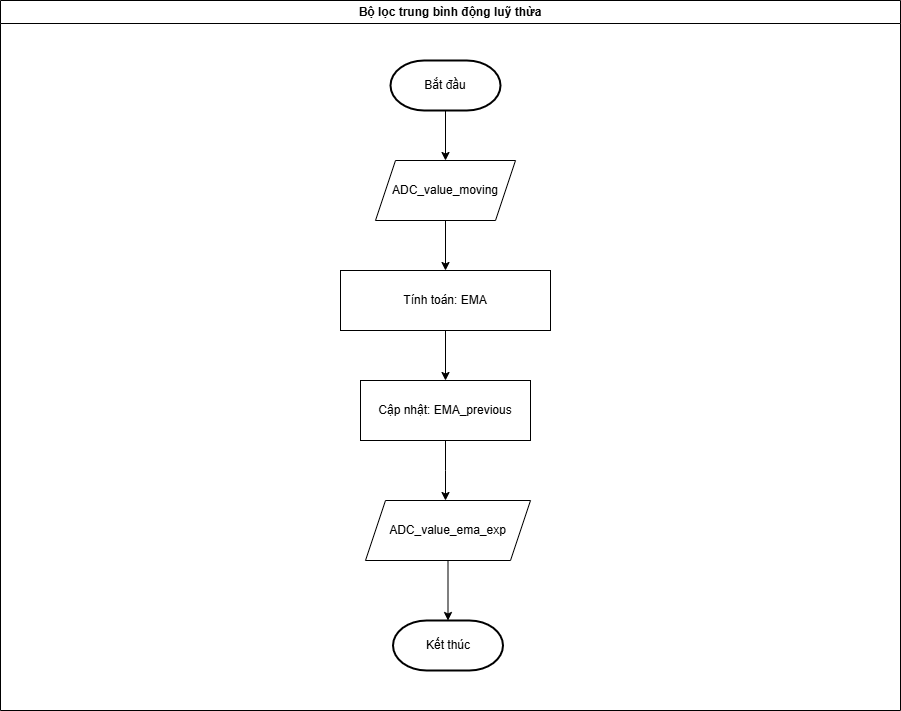 Bộ lọc trung bình động luỹ thừa
Bắt đầu
ADC_value_moving
Tính toán: EMA
Cập nhật: EMA_previous
ADC_value_ema_exp
Kết thúc